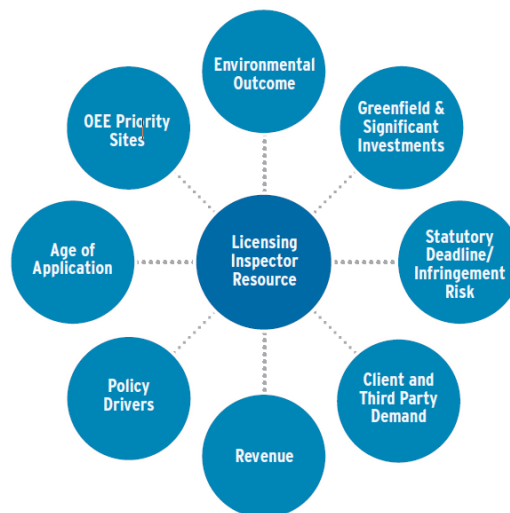 Environmental
Outcome
Greenfield &
Significant
Investments
Statutory
Deadline/
Infringement
Risk
Client and
Third Party
Demand
Revenue
Policy
Drivers
Age of
Application
OEE Priority
Sites
Licensing
Inspector
Resource